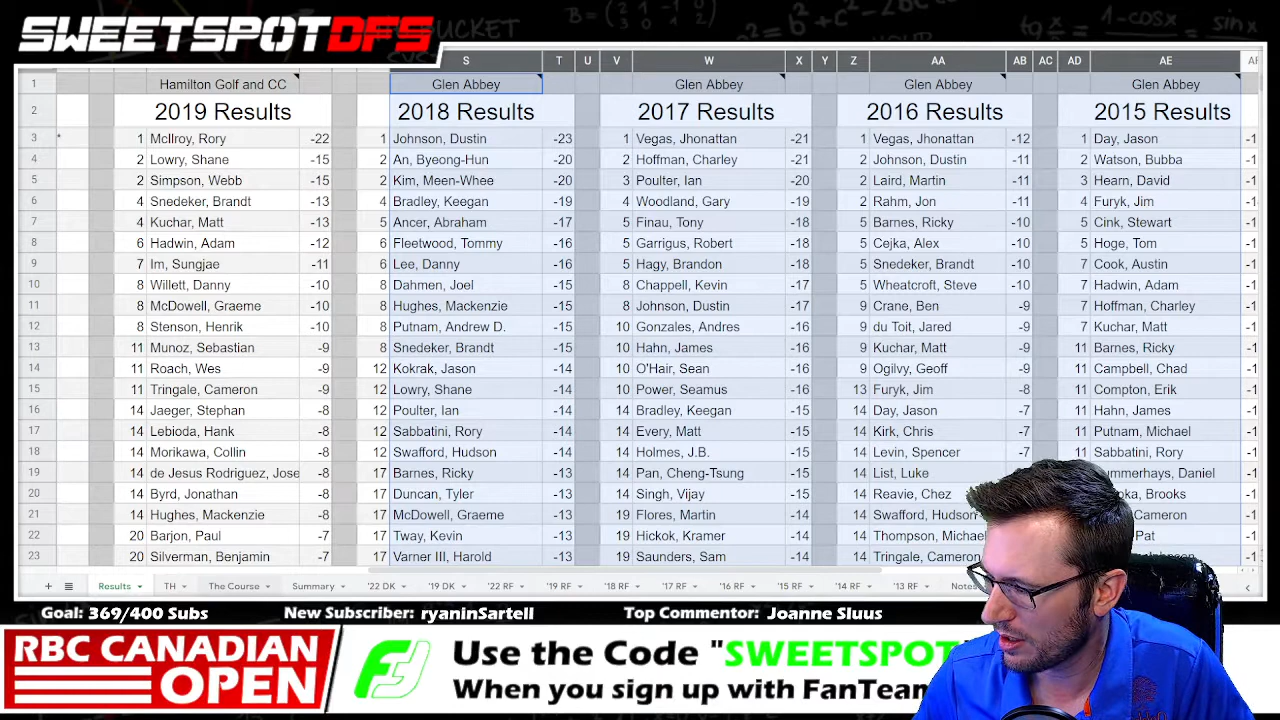 SWEETSPOTDFS
S T U V W X Y Z AA AB AC AD AE AF
1 Hamilton Golf and CC Glen Abbey Glen Abbey Glen Abbey Glen Abbey
2 2019 Results 2018 Results 2017 Results 2016 Results 2015 Results
3 * 1 McIlroy, Rory -22 1 Johnson, Dustin -23 1 Vegas, Jhonattan -21 1 Vegas, Jhonattan -12 1 Day, Jason -1
4 2 Lowry, Shane -15 2 An, Byeong-Hun -20 2 Hoffman, Charley -21 2 Johnson, Dustin -11 2 Watson, Bubba -1
5 2 Simpson, Webb -15 2 Kim, Meen-Whee -20 3 Poulter, Ian -20 2 Laird, Martin -11 3 Hearn, David -1
6 4 Snedeker, Brandt -13 4 Bradley, Keegan -19 4 Woodland, Gary -19 2 Rahm, Jon -11 4 Furyk, Jim -1
7 4 Kuchar, Matt -13 5 Ancer, Abraham -17 5 Finau, Tony -18 5 Barnes, Ricky -10 5 Cink, Stewart -1
8 6 Hadwin, Adam -12 6 Fleetwood, Tommy -16 5 Garrigus, Robert -18 5 Cejka, Alex -10 5 Hoge, Tom -1
9 7 Im, Sungjae -11 6 Lee, Danny -16 5 Hagy, Brandon -18 5 Snedeker, Brandt -10 7 Cook, Austin -1
10 8 Willett, Danny -10 8 Dahmen, Joel -15 8 Chappell, Kevin -17 5 Wheatcroft, Steve -10 7 Hadwin, Adam -1
11 8 McDowell, Graeme -10 8 Hughes, Mackenzie -15 8 Johnson, Dustin -17 9 Crane, Ben -9 7 Hoffman, Charley -1
12 8 Stenson, Henrik -10 8 Putnam, Andrew D. -15 10 Gonzales, Andres -16 9 du Toit, Jared -9 7 Kuchar, Matt -1
13 11 Munoz, Sebastian -9 8 Snedeker, Brandt -15 10 Hahn, James -16 9 Kuchar, Matt -9 11 Barnes, Ricky -1
14 11 Roach, Wes -9 12 Kokrak, Jason -14 10 O'Hair, Sean -16 9 Ogilvy, Geoff -9 11 Campbell, Chad -1
15 11 Tringale, Cameron -9 12 Lowry, Shane -14 10 Power, Seamus -16 13 Furyk, Jim -8 11 Compton, Erik -1
16 14 Jaeger, Stephan -8 12 Poulter, Ian -14 14 Bradley, Keegan -15 14 Day, Jason -7 11 Hahn, James -1
17 14 Lebioda, Hank -8 12 Sabbatini, Rory -14 14 Every, Matt -15 14 Kirk, Chris -7 11 Putnam, Michael -1
18 14 Morikawa, Collin -8 12 Swafford, Hudson -14 14 Holmes, J.B. -15 14 Levin, Spencer -7 11 Sabbatini, Rory -1
19 14 de Jesus Rodriguez, Jose -8 17 Barnes, Ricky -13 14 Pan, Cheng-Tsung -15 14 List, Luke ummerhays, Daniel -1
20 14 Byrd, Jonathan -8 17 Duncan, Tyler -13 14 Singh, Vijay -15 14 Reavie, Chez Brooks -1
21 14 Hughes, Mackenzie -8 17 McDowell, Graeme -13 19 Flores, Martin -14 14 Swafford, Hudson Cameron -1
22 20 Barjon, Paul -7 17 Tway, Kevin -13 19 Hickok, Kramer -14 14 Thompson, Michael Pat -1
23 20 Silverman, Benjamin -7 17 Varner III, Harold -13 19 Saunders, Sam -14 14 Tringale, Cameron -1
Results TH The Course Summary '22 DK '19 DK '22 RF '19 RF '18 RF '17 RF '16 RF '15 RF '14 RF '13 RF Notes
Goal: 369/400 Subs New Subscriber: ryaninSartell Top Commentor: Joanne Sluus
RBC CANADIAN OPEN
Use the Code "SWEETSPOT
When you sign up with FanTeam